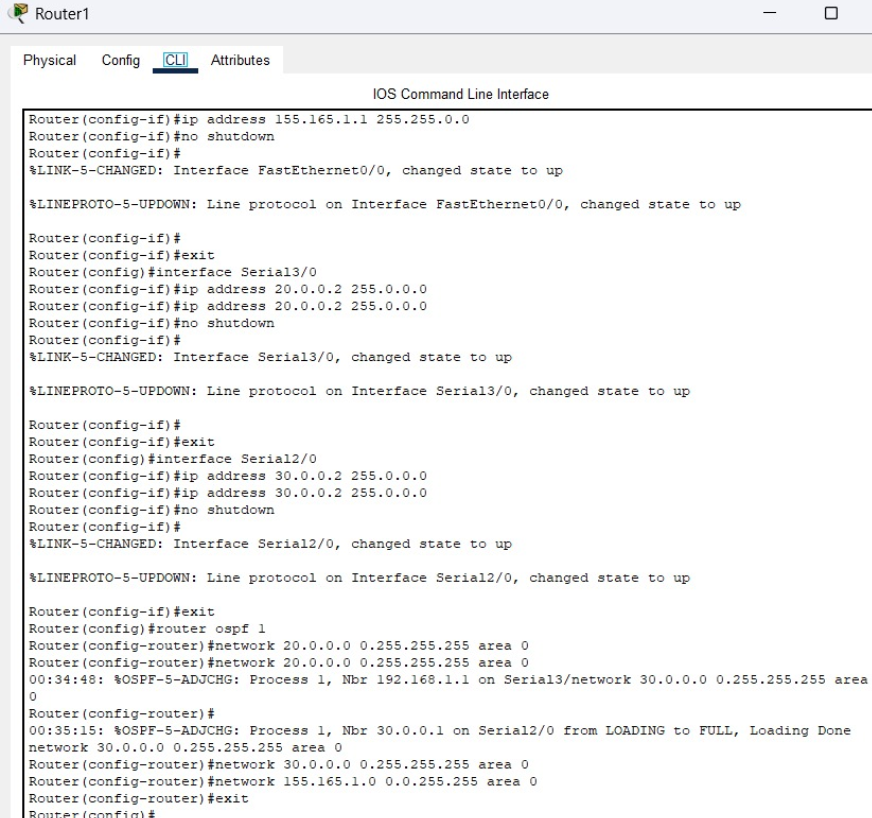 Router1
Physical Config CLI Attributes
IOS Command Line Interface
Router(config-if)#ip address 155.165.1.1 255.255.0.0
Router(config-if)#no shutdown
Router(config-if)#
%LINK-5-CHANGED: Interface FastEthernet0/0, changed state to up
%LINEPROTO-5-UPDOWN: Line protocol on Interface FastEthernet0/0, changed state to up
Router(config-if)#
Router(config-if)#exit
Router(config)#interface Serial3/0
Router(config-if)#ip address 20.0.0.2 255.0.0.0
Router(config-if)#ip address 20.0.0.2 255.0.0.0
Router(config-if)#no shutdown
Router(config-if)#
%LINK-5-CHANGED: Interface Serial3/0, changed state to up
%LINEPROTO-5-UPDOWN: Line protocol on Interface Serial3/0, changed state to up
Router(config-if)#
Router(config-if)#exit
Router(config)#interface Serial2/0
Router(config-if)#ip address 30.0.0.2 255.0.0.0
Router(config-if)#ip address 30.0.0.2 255.0.0.0
Router(config-if)#no shutdown
Router(config-if)#
%LINK-5-CHANGED: Interface Serial2/0, changed state to up
%LINEPROTO-5-UPDOWN: Line protocol on Interface Serial2/0, changed state to up
Router(config-if)#exit
Router(config)#router ospf 1
Router(config-router)#network 20.0.0.0 0.255.255.255 area 0
Router(config-router)#network 20.0.0.0 0.255.255.255 area 0
00:34:48: %OSPF-5-ADJCHG: Process 1, Nbr 192.168.1.1 on Serial3/network 30.0.0.0 0.255.255.255 area
0
Router(config-router)#
00:35:15: %OSPF-5-ADJCHG: Process 1, Nbr 30.0.0.1 on Serial2/0 from LOADING to FULL, Loading Done
network 30.0.0.0 0.255.255.255 area 0
Router(config-router)#network 30.0.0.0 0.255.255.255 area 0
Router(config-router)#network 155.165.1.0 0.0.255.255 area 0
Router(config-router)#exit
Router(config)#